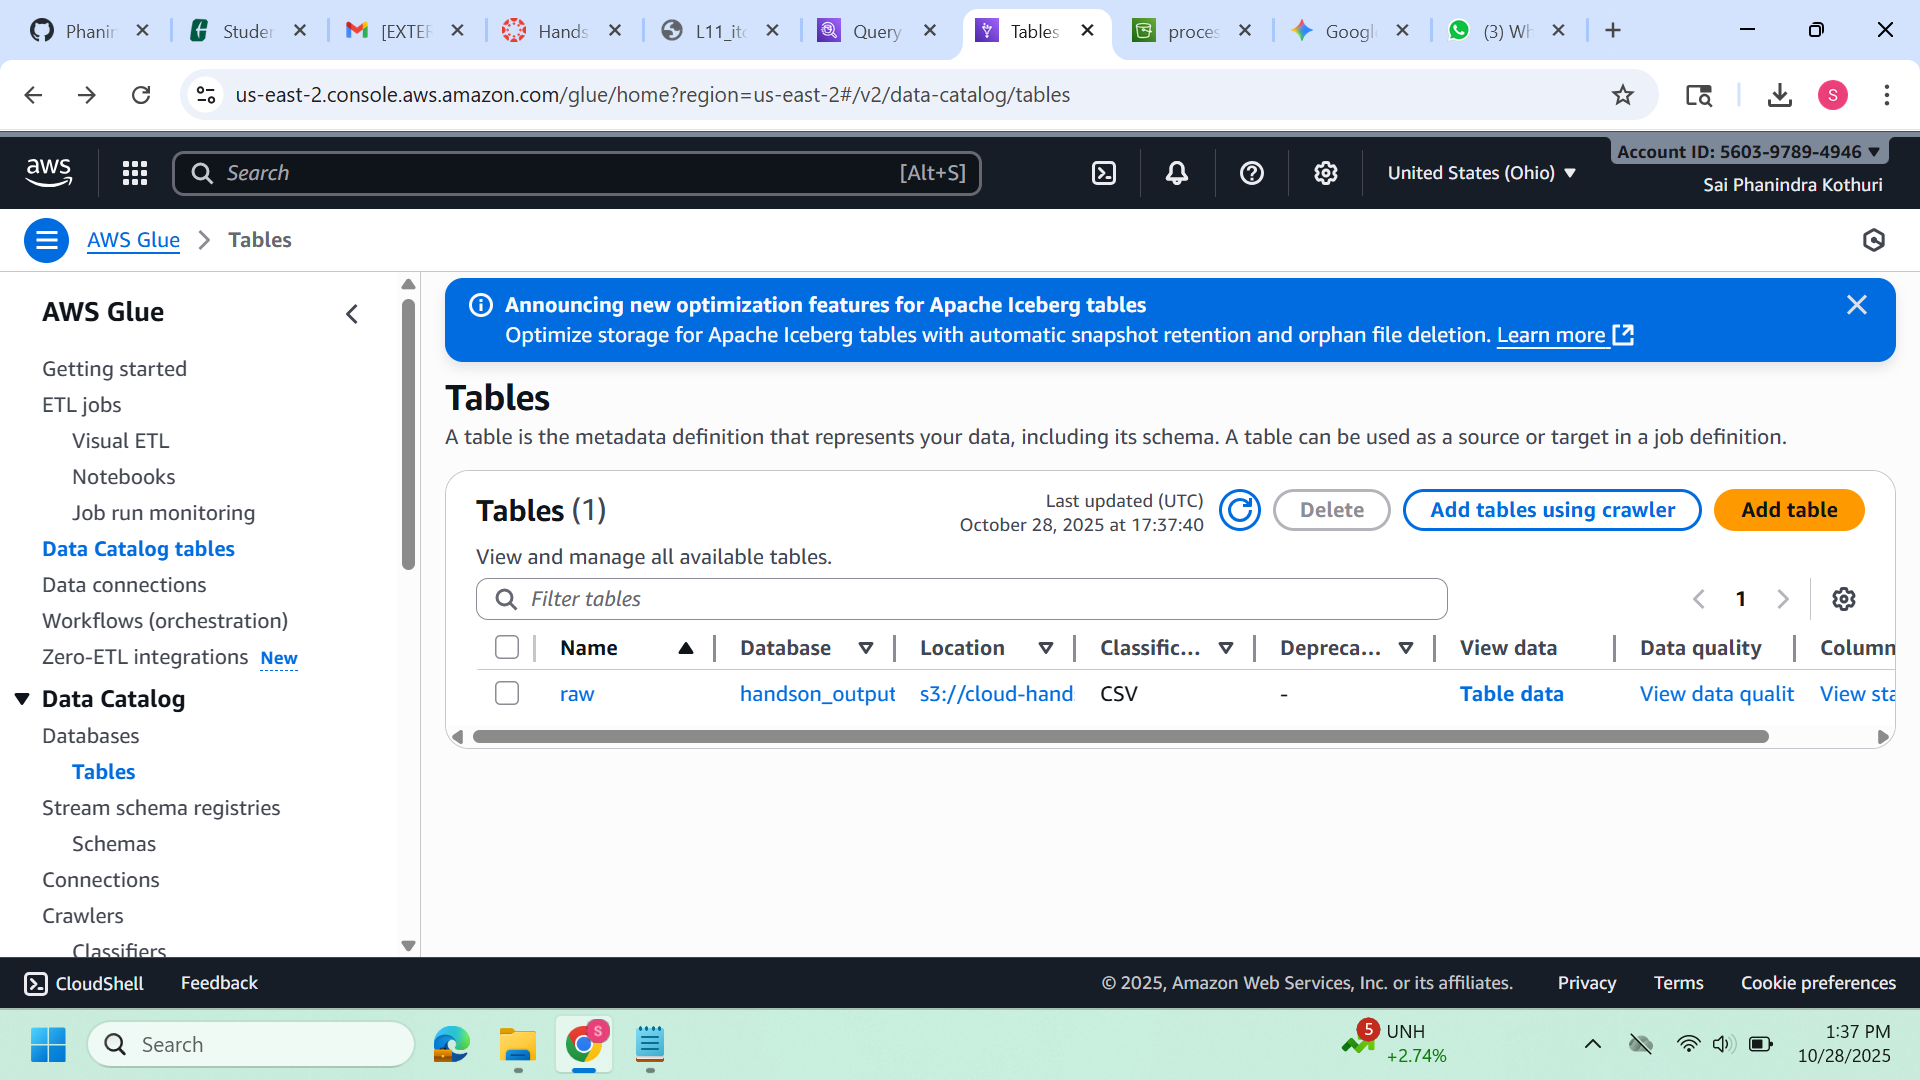 Phanin
Studen
[EXTER
Hands
L11_itc
Query
Tables
proces
Google
(3) Wh
us-east-2.console.aws.amazon.com/glue/home?region=us-east-2#/v2/data-catalog/tables
S
aws
Search
[Alt+S]
United States (Ohio)
Account ID: 5603-9789-4946
Sai Phanindra Kothuri
AWS Glue
Tables
AWS Glue
Getting started
ETL jobs
Visual ETL
Notebooks
Job run monitoring
Data Catalog tables
Data connections
Workflows (orchestration)
Zero-ETL integrations New
Data Catalog
Databases
Tables
Stream schema registries
Schemas
Connections
Crawlers
Classifiers
Announcing new optimization features for Apache Iceberg tables
Optimize storage for Apache Iceberg tables with automatic snapshot retention and orphan file deletion. Learn more
Tables
A table is the metadata definition that represents your data, including its schema. A table can be used as a source or target in a job definition.
Tables (1)
Last updated (UTC)
October 28, 2025 at 17:37:40
Delete
Add tables using crawler
Add table
View and manage all available tables.
Filter tables
1
Name Database Location Classific... Depreca... View data Data quality Column
raw handson_output s3://cloud-hand CSV - Table data View data qualit View sta
CloudShell
Feedback
© 2025, Amazon Web Services, Inc. or its affiliates.
Privacy
Terms
Cookie preferences
Search
S
5
UNH
+2.74%
1:37 PM
10/28/2025